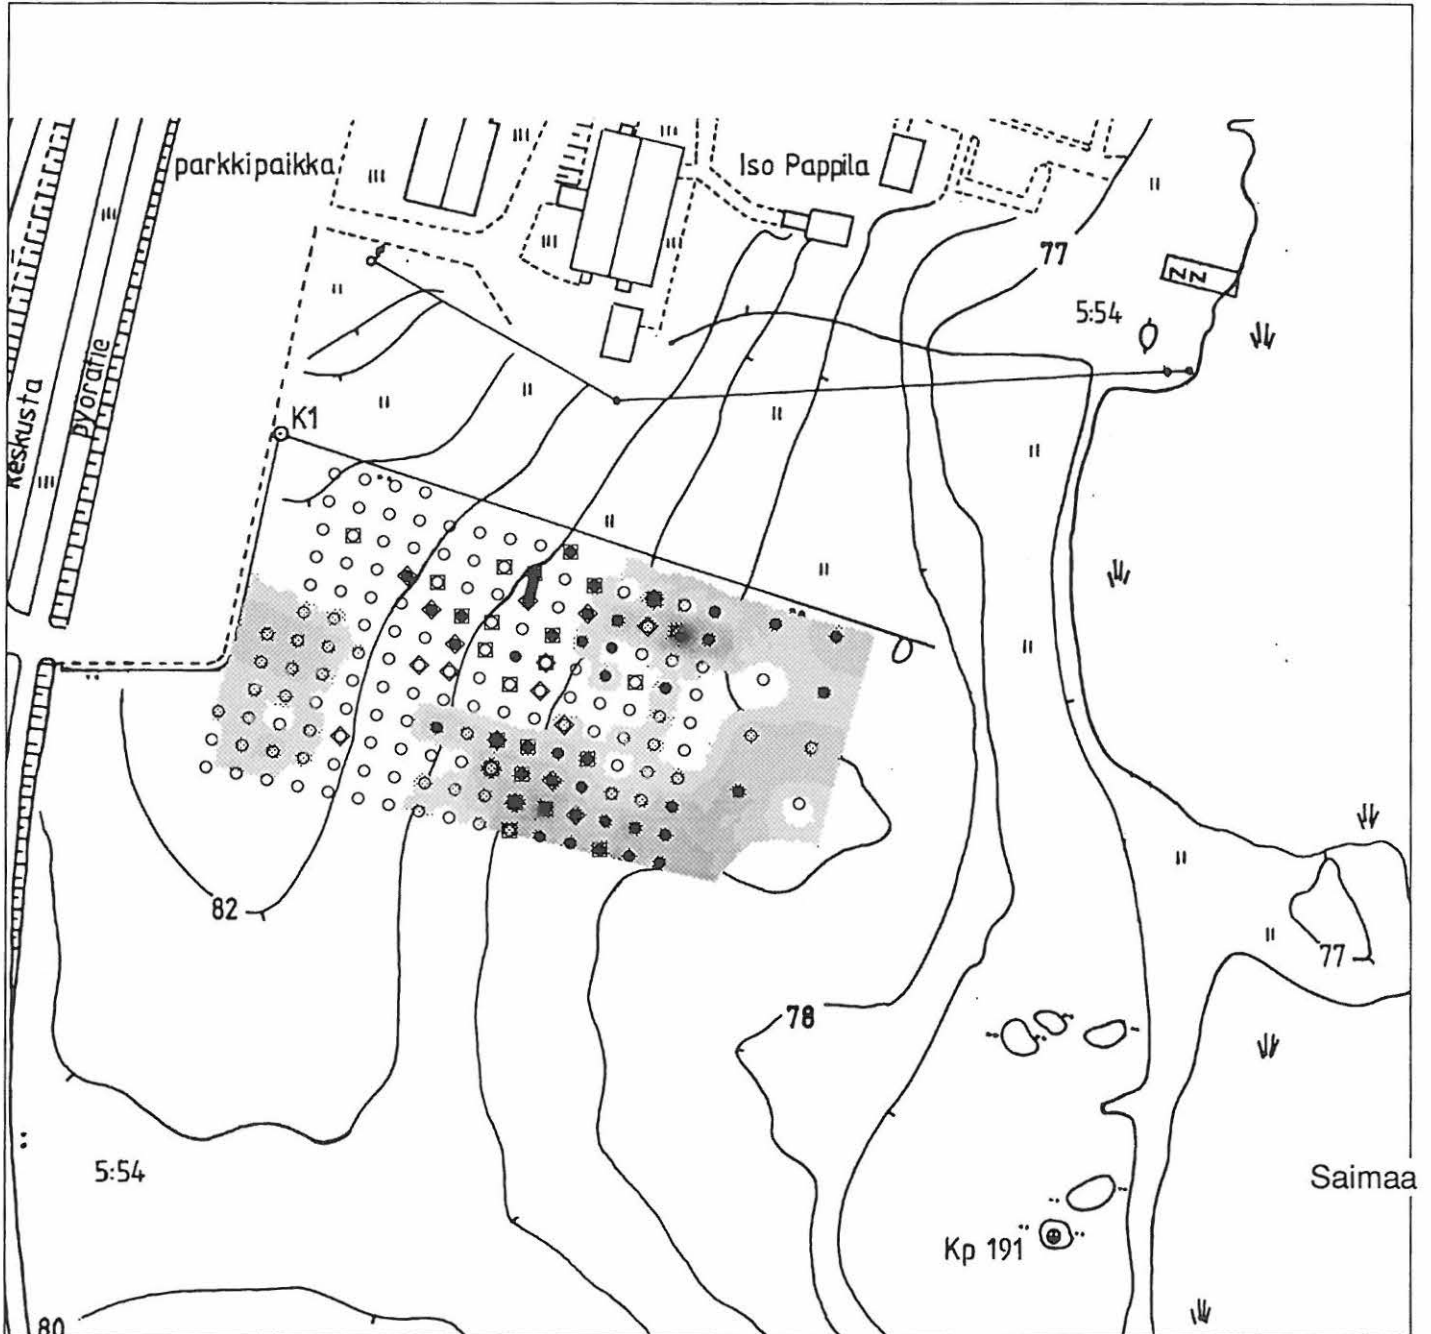 parkkipaikka
Iso Pappila
77
5:54
pyörätie
keskusta
K1
82
77
78
5:54
Saimaa
Kp 191
80